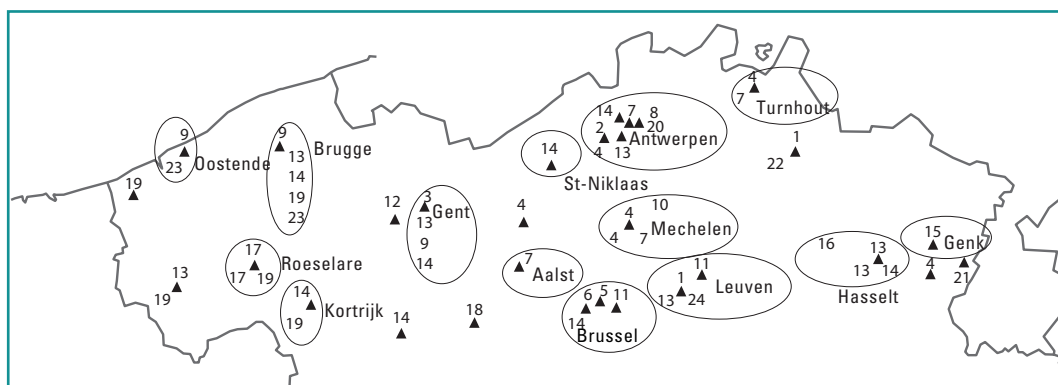 4
7
Turnhout
14 7 8
2 20
4 13 Antwerpen
1
22
9
23 Oostende
9
13 Brugge
14
19
23
14
St-Niklaas
19
12
3
13 Gent
9
14
4
10
4 Mechelen
4 7
17
17 19 Roeselare
13
19
14
19 Kortrijk
7
Aalst
11
1
13 24 Leuven
6 5 11
14
Brussel
14
18
16 13
13 14
Hasselt
15
Genk
4
21